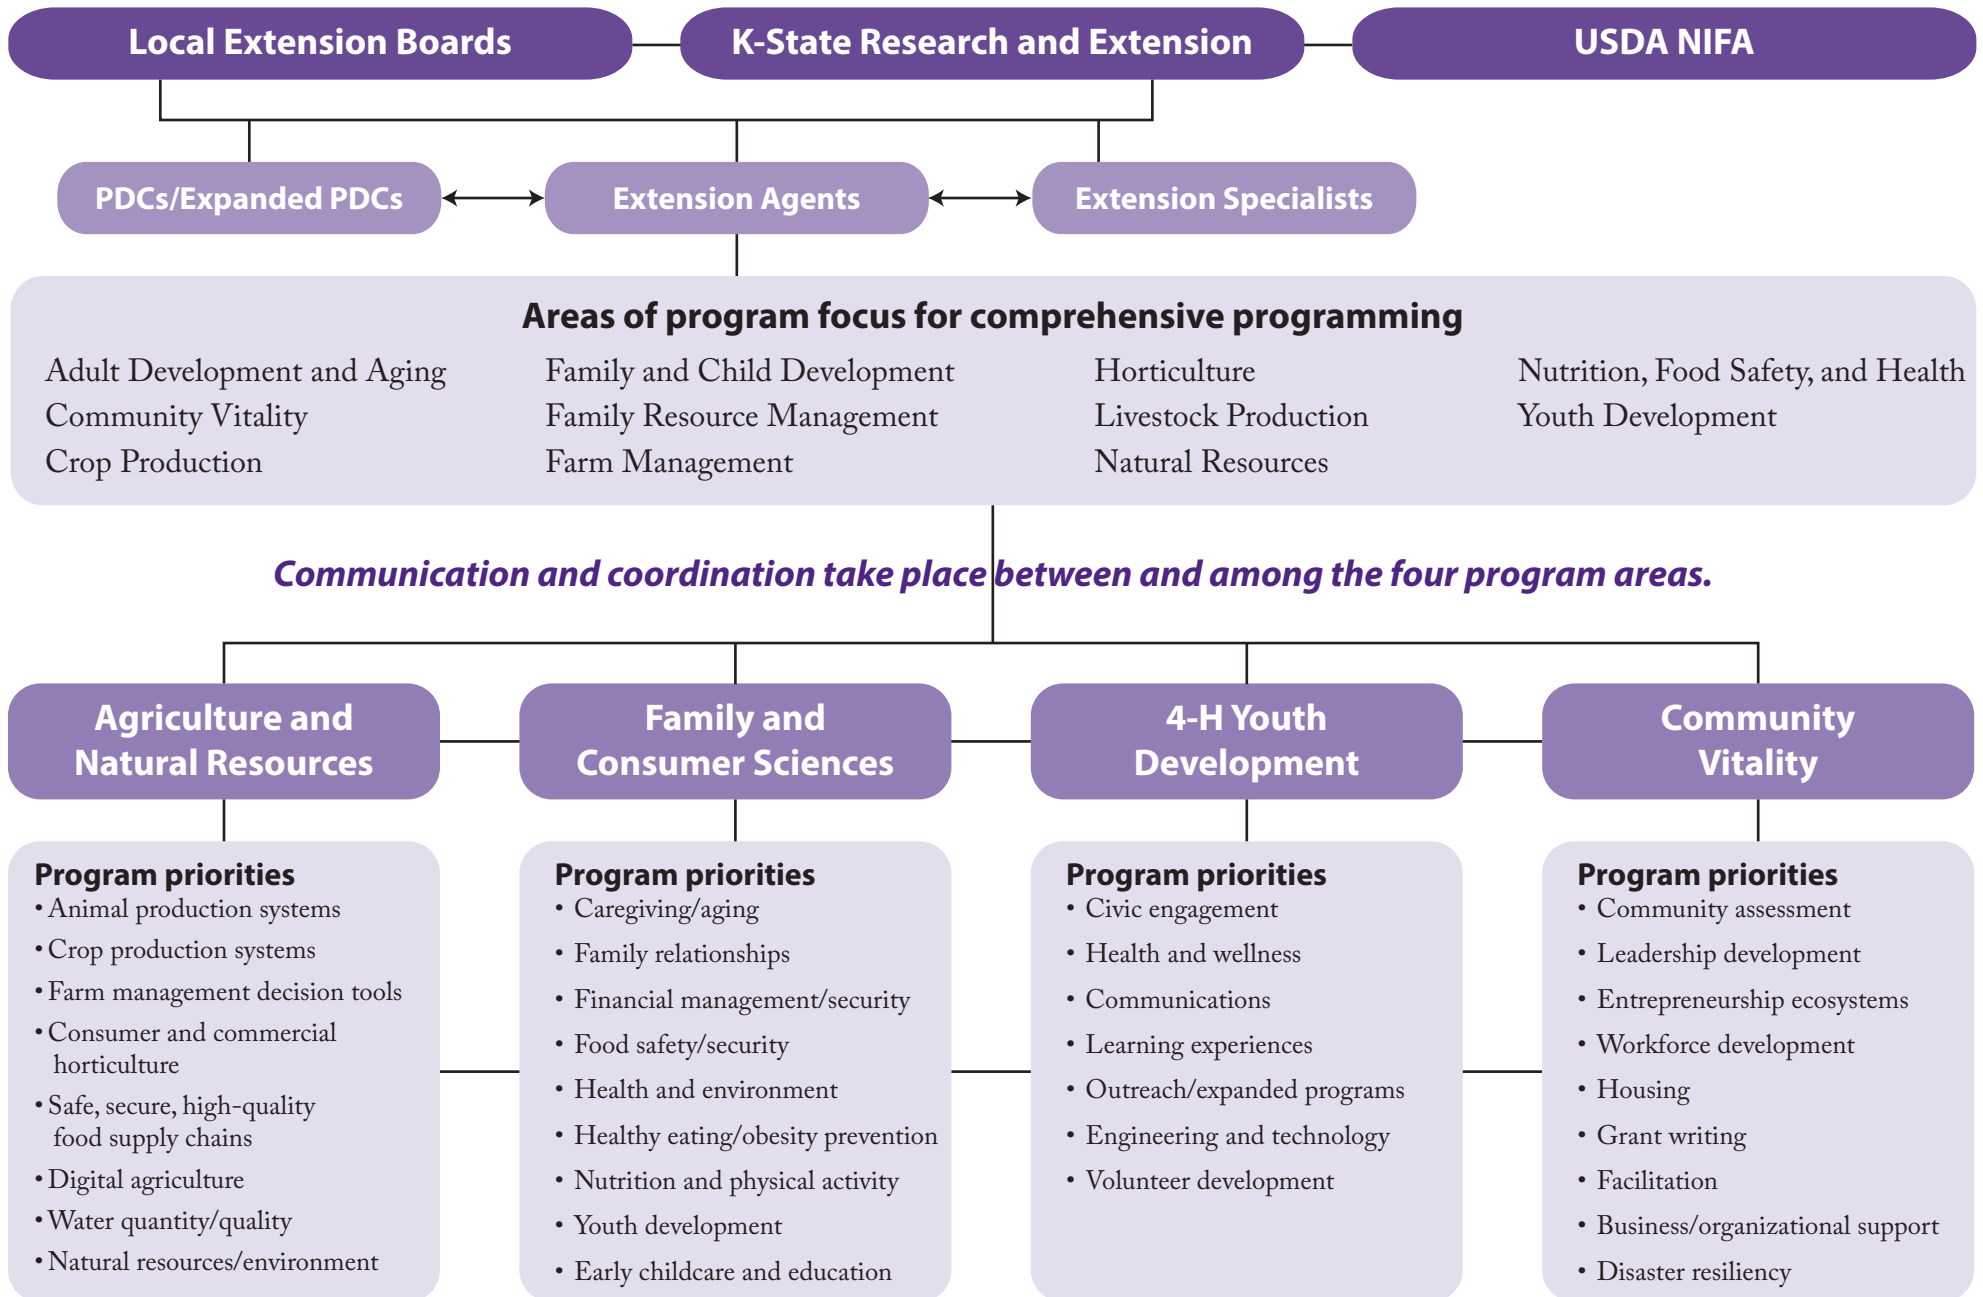 Local Extension Boards
K-State Research and Extension
USDA NIFA
PDCs/Expanded PDCs
Extension Agents
Extension Specialists
Areas of program focus for comprehensive programming
Adult Development and Aging
Community Vitality
Crop Production
Family and Child Development
Family Resource Management
Farm Management
Horticulture
Livestock Production
Natural Resources
Nutrition, Food Safety, and Health
Youth Development
Communication and coordination take place between and among the four program areas.
Agriculture and
Natural Resources
Family and
Consumer Sciences
4-H Youth
Development
Community
Vitality
Program priorities
• Animal production systems
• Crop production systems
• Farm management decision tools
• Consumer and commercial
horticulture
• Safe, secure, high-quality
food supply chains
• Digital agriculture
• Water quantity/quality
• Natural resources/environment
Program priorities
• Caregiving/aging
• Family relationships
• Financial management/security
• Food safety/security
• Health and environment
• Healthy eating/obesity prevention
• Nutrition and physical activity
• Youth development
• Early childcare and education
Program priorities
• Civic engagement
• Health and wellness
• Communications
• Learning experiences
• Outreach/expanded programs
• Engineering and technology
• Volunteer development
Program priorities
• Community assessment
• Leadership development
• Entrepreneurship ecosystems
• Workforce development
• Housing
• Grant writing
• Facilitation
• Business/organizational support
• Disaster resiliency